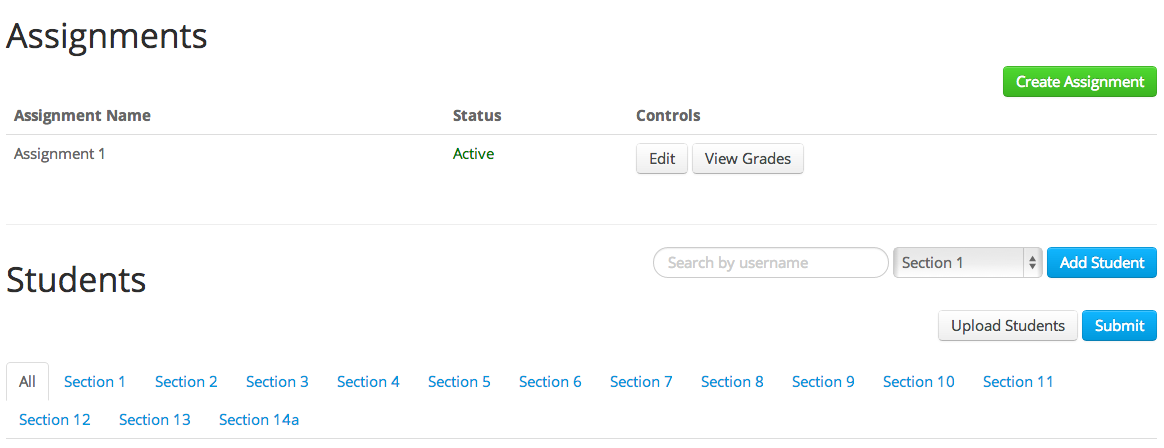 Assignments
Create Assignment
Assignment Name Status Controls
Assignment 1 Active Edit View Grades
Students Search by username Section 1 Add Student
Upload Students Submit
All Section 1 Section 2 Section 3 Section 4 Section 5 Section 6 Section 7 Section 8 Section 9 Section 10 Section 11
Section 12 Section 13 Section 14a